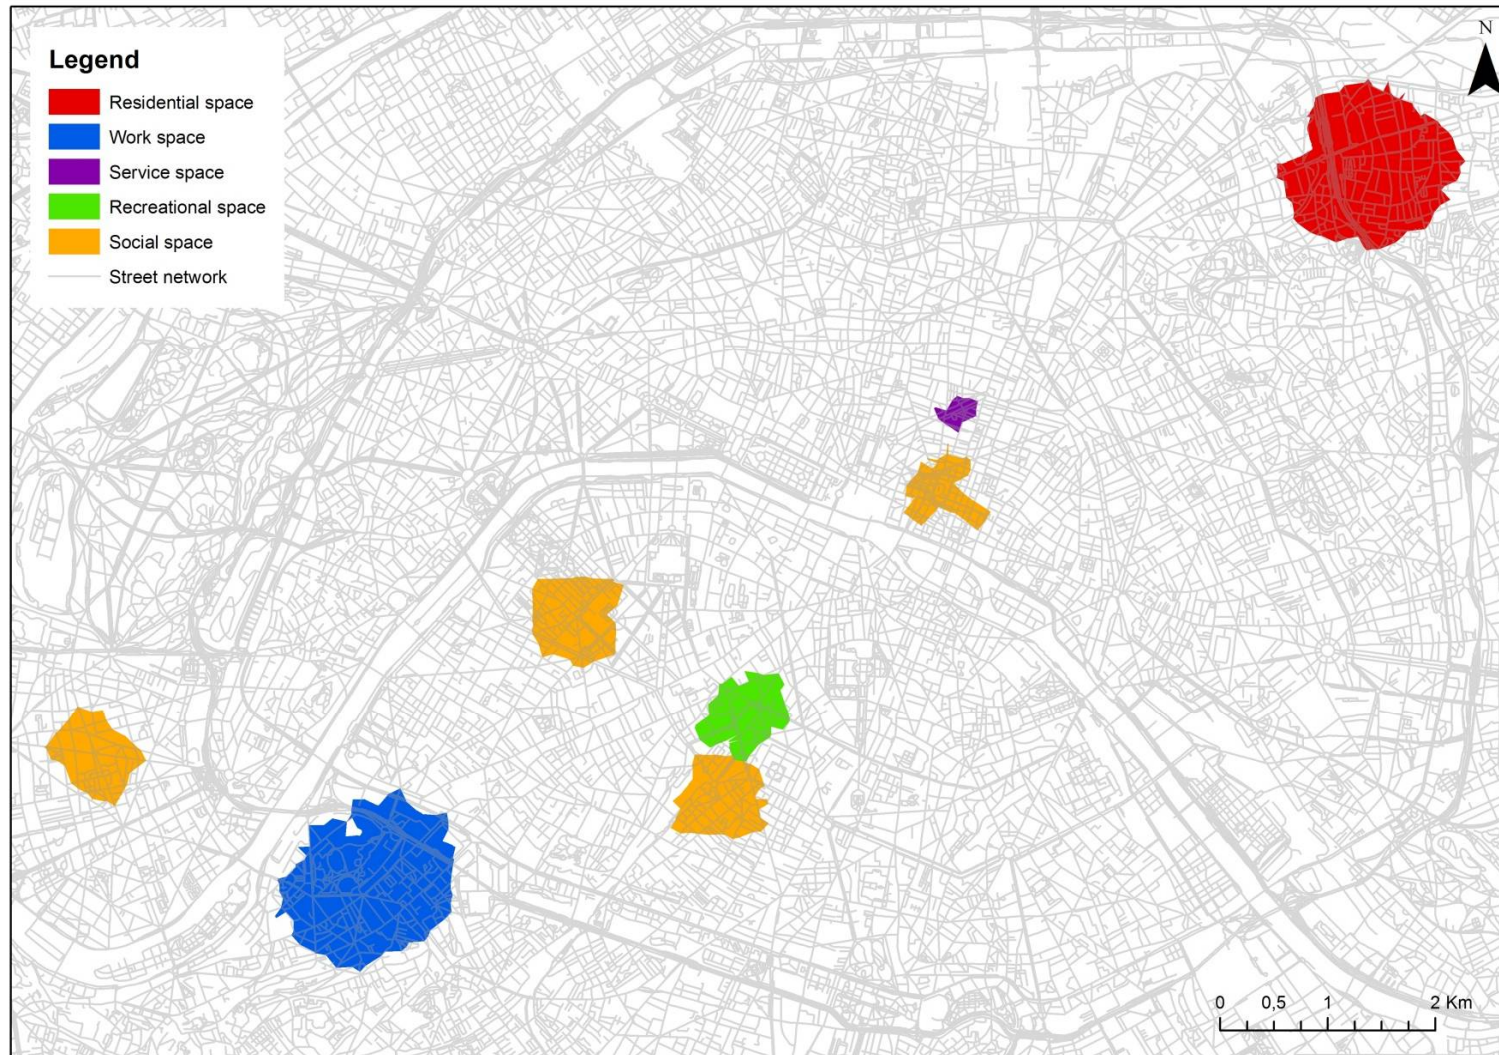 Legend
Residential space
Work space
Service space
Recreational space
Social space
Street network
N
0 0,5 1 2 Km